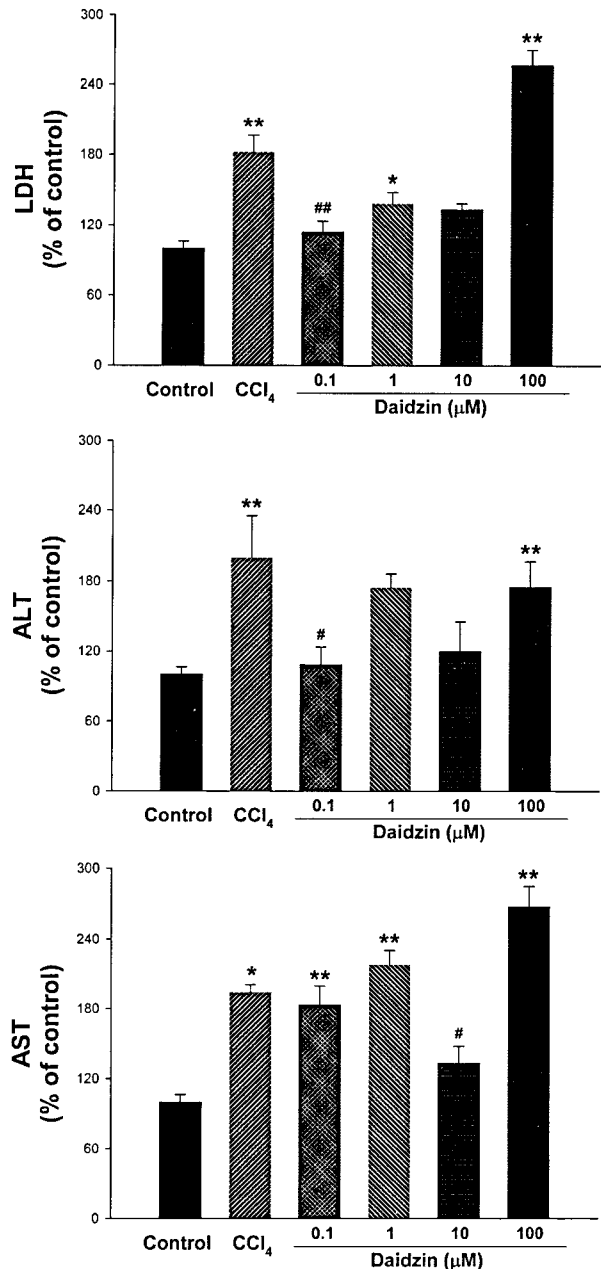 300
**
240
**
180
*
##
120
60
0
LDH
(% of control)
Control CCl₄ 0.1 1 10 100
Daidzin (µM)
300
240
**
**
180
#
120
60
0
ALT
(% of control)
Control CCl₄ 0.1 1 10 100
Daidzin (µM)
300
**
240
**
*
**
180
#
120
60
0
AST
(% of control)
Control CCl₄ 0.1 1 10 100
Daidzin (µM)